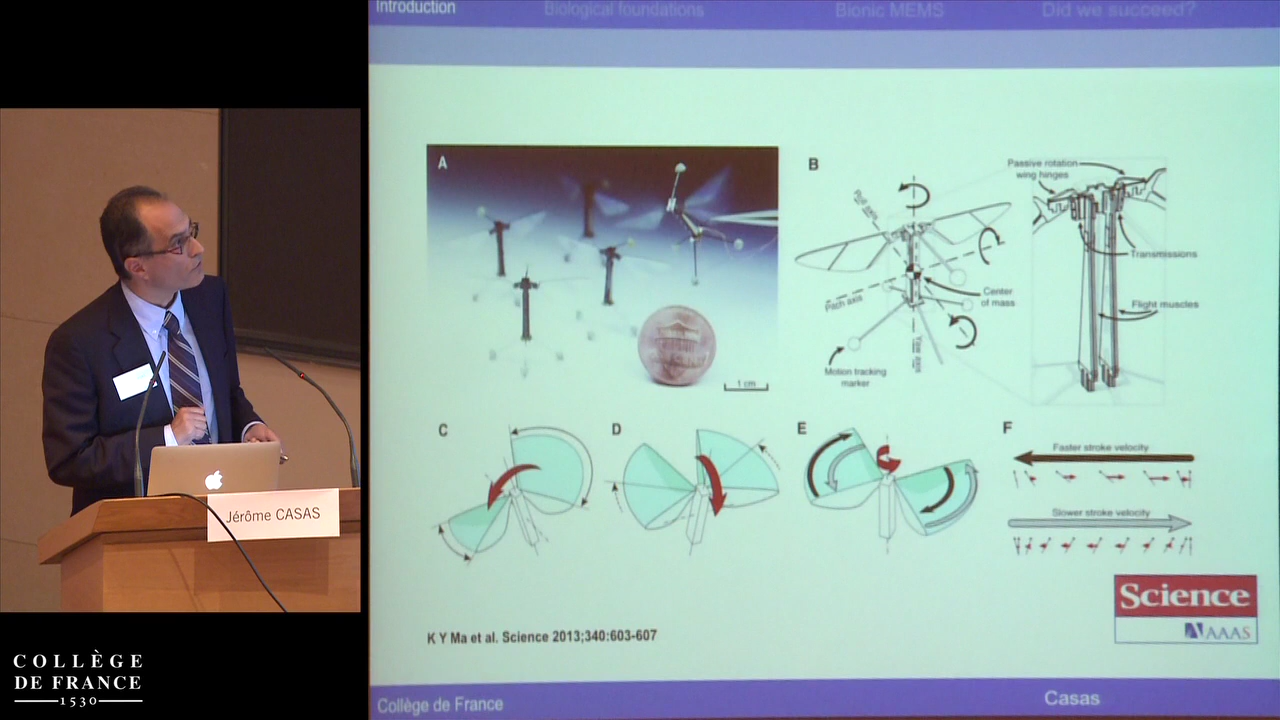 Introduction
Biological foundations
Bionic MEMS
Did we succeed?
A
1 cm
B
Roll axis
Pitch axis
Yaw axis
Center
of mass
Motion tracking
marker
Passive rotation
wing hinges
Transmissions
Flight muscles
C
D
E
F
Faster stroke velocity
Slower stroke velocity
K Y Ma et al. Science 2013;340:603-607
Science
AAAS
Collège de France
Casas
Jérôme CASAS
COLLÈGE
DE FRANCE
1530